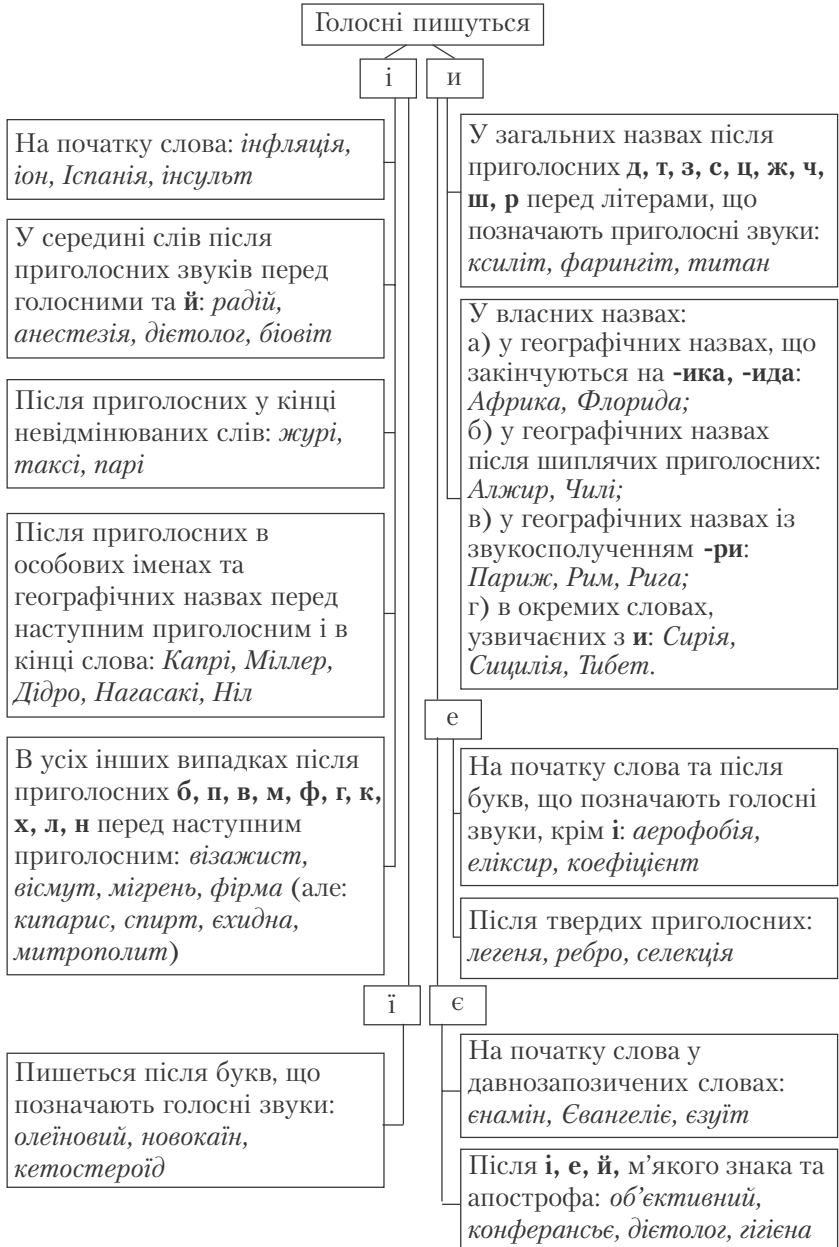 Голосні пишуться
і
и
На початку слова: інфляція,
іон, Іспанія, інсульт
У середині слів після
приголосних звуків перед
голосними та й: радій,
анестезія, дієтолог, біовіт
Після приголосних у кінці
невідмінюваних слів: журі,
таксі, парі
Після приголосних в
особових іменах та
географічних назвах перед
наступним приголосним і в
кінці слова: Капрі, Міллер,
Дідро, Нагасакі, Ніл
В усіх інших випадках після
приголосних б, п, в, м, ф, г, к,
х, л, н перед наступним
приголосним: візажист,
вісмут, мігрень, фірма (але:
кипарис, спирт, єхидна,
митрополит)
У загальних назвах після
приголосних д, т, з, с, ц, ж, ч,
ш, р перед літерами, що
позначають приголосні звуки:
ксиліт, фарингіт, титан
У власних назвах:
а) у географічних назвах, що
закінчуються на -ика, -ида:
Африка, Флорида;
б) у географічних назвах
після шиплячих приголосних:
Алжир, Чилі;
в) у географічних назвах із
звукосполученням -ри:
Париж, Рим, Рига;
г) в окремих словах,
узвичаєних з и: Сирія,
Сицилія, Тибет.
е
На початку слова та після
букв, що позначають голосні
звуки, крім і: аерофобія,
еліксир, коефіцієнт
Після твердих приголосних:
легеня, ребро, селекція
ї
є
Пишеться після букв, що
позначають голосні звуки:
олеїновий, новокаїн,
кетостероїд
На початку слова у
давнозапозичених словах:
єнамін, Євангеліє, єзуїт
Після і, е, й, м’якого знака та
апострофа: об’єктивний,
конферансьє, дієтолог, гігієна